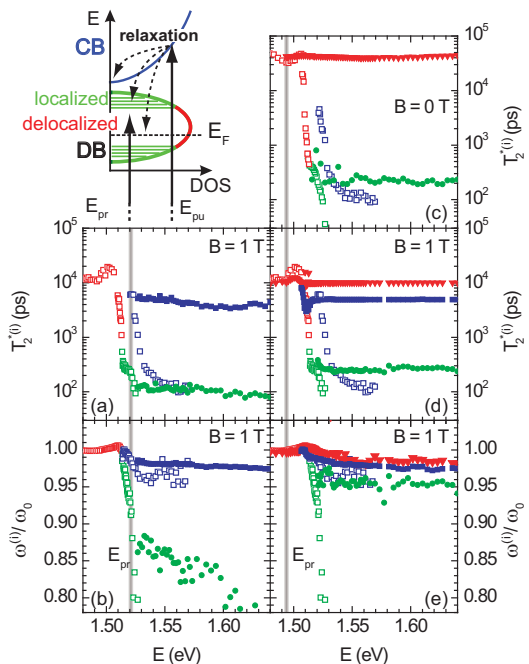 E
CB
relaxation
localized
delocalized
E_F
DB
DOS
E_pr
E_pu
10^5
10^4
10^3
10^2
T_2^*(i) (ps)
B = 0 T
(c)
10^5
10^4
10^3
10^2
T_2^*(i) (ps)
B = 1 T
(a)
B = 1 T
(d)
10^5
10^4
10^3
10^2
T_2^*(i) (ps)
1.00
0.95
0.90
0.85
0.80
ω^(i)/ω_0
B = 1 T
E_pr
(b)
B = 1 T
E_pr
(e)
1.00
0.95
0.90
0.85
0.80
ω^(i)/ω_0
1.50 1.55 1.60
E (eV)
1.50 1.55 1.60
E (eV)